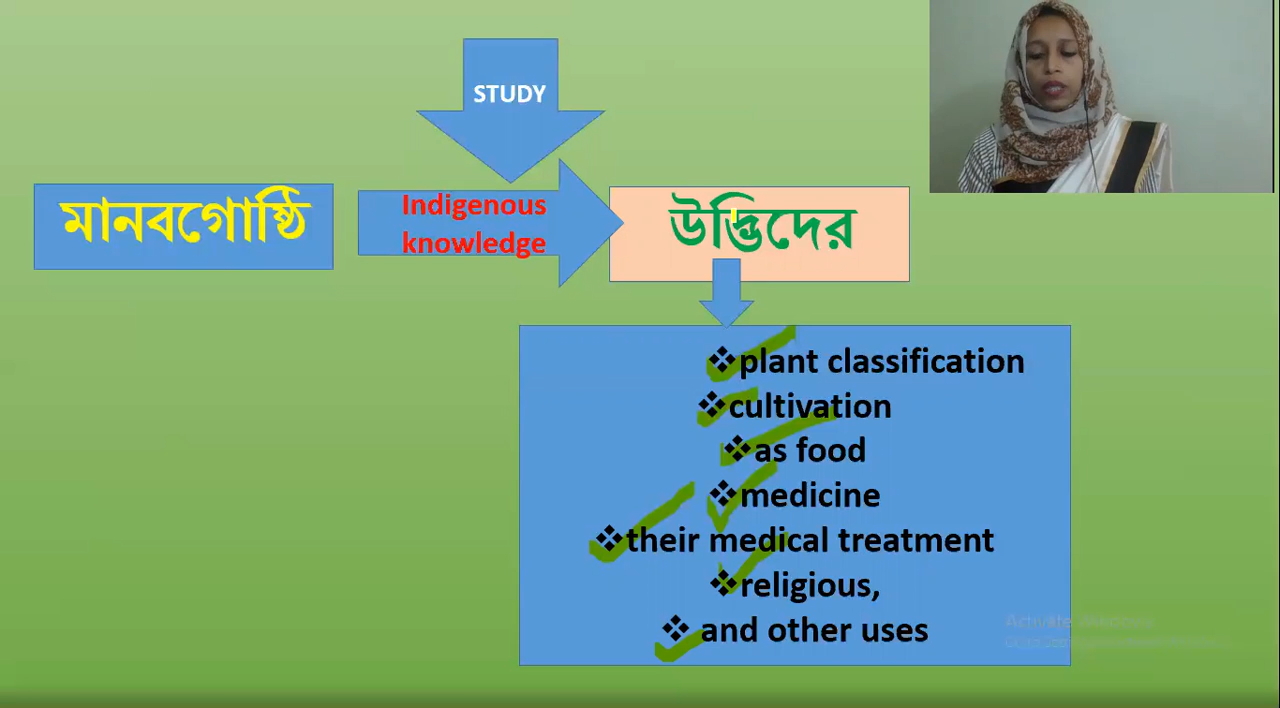 STUDY
মানবগোষ্ঠি
Indigenous
knowledge
উদ্ভিদের
❖plant classification
❖cultivation
❖as food
❖medicine
❖their medical treatment
❖religious,
❖ and other uses